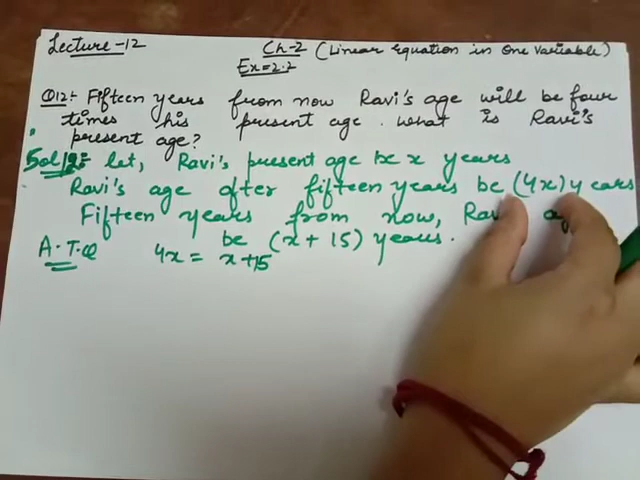 Lecture-12
Ch-2 (Linear Equation in One Variable)
Ex=2.2
Q12:- Fifteen years from now Ravi's age will be four
times his present age. What is Ravi's
present age?
Sol 12:- let, Ravi's present age be x years
Ravi's age after fifteen years be (4x) years
Fifteen years from now, Rav
be (x + 15) years.
A.T.Q 4x = x+15